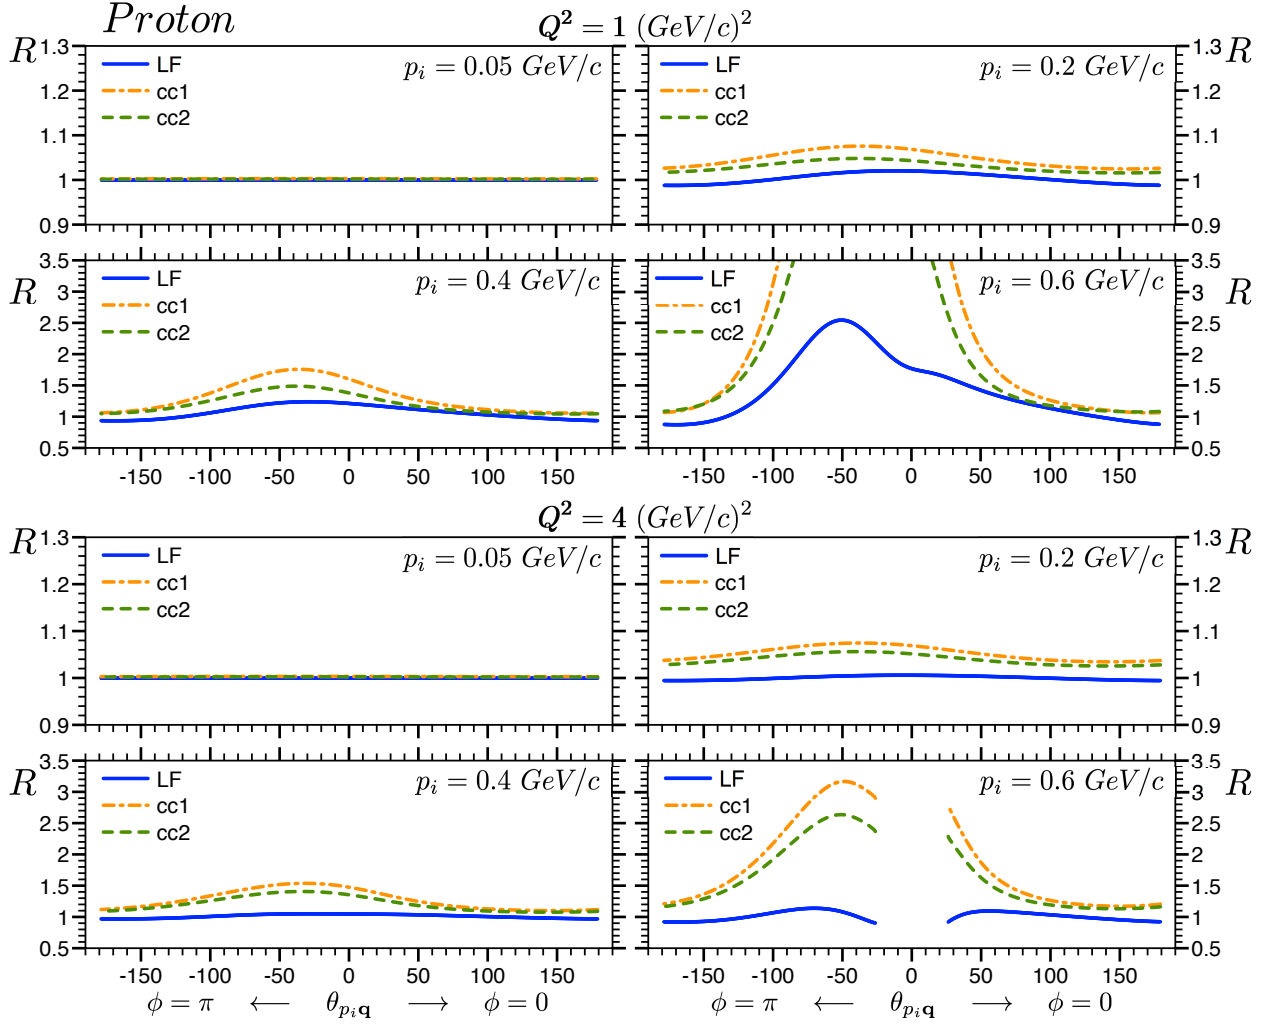 Proton
Q² = 1 (GeV/c)²
R 1.3 1.2 1.1 1 0.9
LF
cc1
cc2
p_i = 0.05 GeV/c
LF
cc1
cc2
p_i = 0.2 GeV/c
1.3 1.2 1.1 1 0.9 R
R 3.5 3 2.5 2 1.5 1 0.5
LF
cc1
cc2
p_i = 0.4 GeV/c
-150 -100 -50 0 50 100 150
LF
cc1
cc2
p_i = 0.6 GeV/c
3.5 3 2.5 2 1.5 1 0.5 R
-150 -100 -50 0 50 100 150
Q² = 4 (GeV/c)²
R 1.3 1.2 1.1 1 0.9
LF
cc1
cc2
p_i = 0.05 GeV/c
LF
cc1
cc2
p_i = 0.2 GeV/c
1.3 1.2 1.1 1 0.9 R
R 3.5 3 2.5 2 1.5 1 0.5
LF
cc1
cc2
p_i = 0.4 GeV/c
-150 -100 -50 0 50 100 150
ϕ = π ← θ_{p_i q} → ϕ = 0
LF
cc1
cc2
p_i = 0.6 GeV/c
3.5 3 2.5 2 1.5 1 0.5 R
-150 -100 -50 0 50 100 150
ϕ = π ← θ_{p_i q} → ϕ = 0